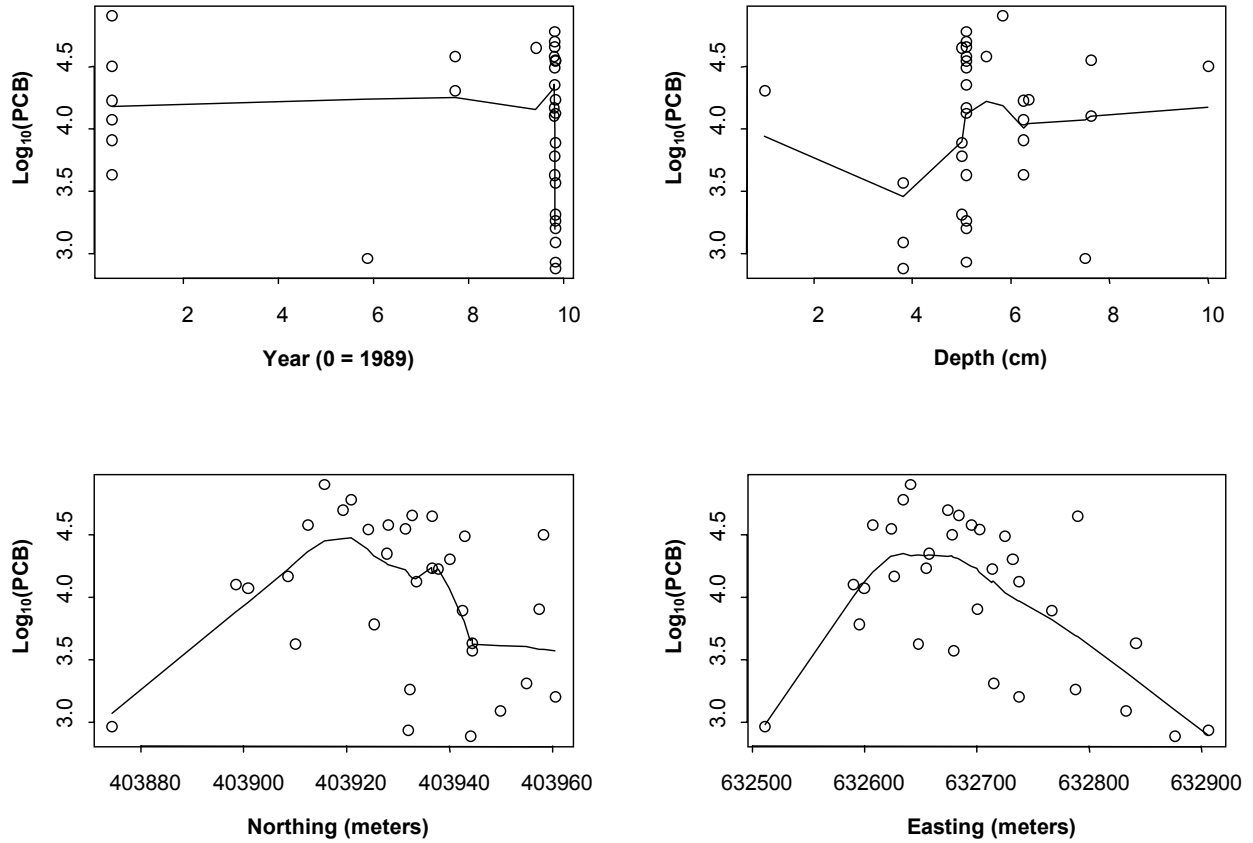 Log₁₀(PCB)
4.5
4.0
3.5
3.0
2 4 6 8 10
Year (0 = 1989)
Log₁₀(PCB)
4.5
4.0
3.5
3.0
2 4 6 8 10
Depth (cm)
Log₁₀(PCB)
4.5
4.0
3.5
3.0
403880 403900 403920 403940 403960
Northing (meters)
Log₁₀(PCB)
4.5
4.0
3.5
3.0
632500 632600 632700 632800 632900
Easting (meters)